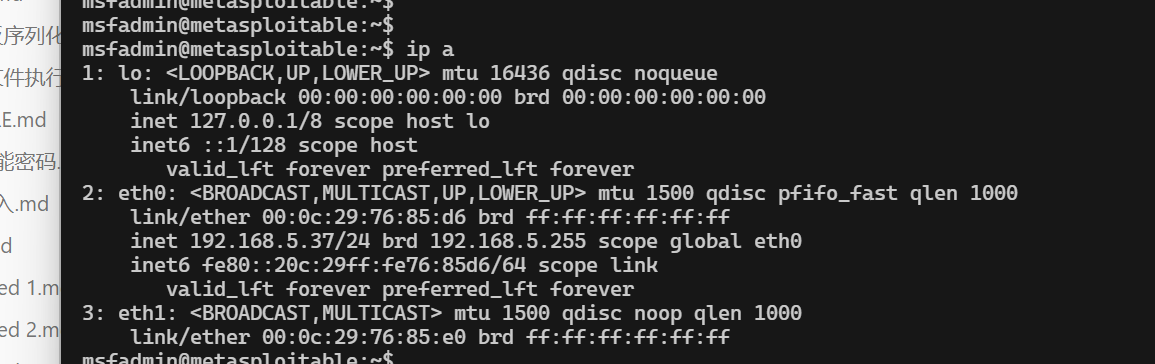 msfadmin@metasploitable:~$
msfadmin@metasploitable:~$
msfadmin@metasploitable:~$ ip a
1: lo: <LOOPBACK,UP,LOWER_UP> mtu 16436 qdisc noqueue
    link/loopback 00:00:00:00:00:00 brd 00:00:00:00:00:00
    inet 127.0.0.1/8 scope host lo
    inet6 ::1/128 scope host
       valid_lft forever preferred_lft forever
2: eth0: <BROADCAST,MULTICAST,UP,LOWER_UP> mtu 1500 qdisc pfifo_fast qlen 1000
    link/ether 00:0c:29:76:85:d6 brd ff:ff:ff:ff:ff:ff
    inet 192.168.5.37/24 brd 192.168.5.255 scope global eth0
    inet6 fe80::20c:29ff:fe76:85d6/64 scope link
       valid_lft forever preferred_lft forever
3: eth1: <BROADCAST,MULTICAST> mtu 1500 qdisc noop qlen 1000
    link/ether 00:0c:29:76:85:e0 brd ff:ff:ff:ff:ff:ff
msfadmin@metasploitable:~$
序列化
件执行
E.md
能密码.
入.md
d
ed 1.m
ed 2.m